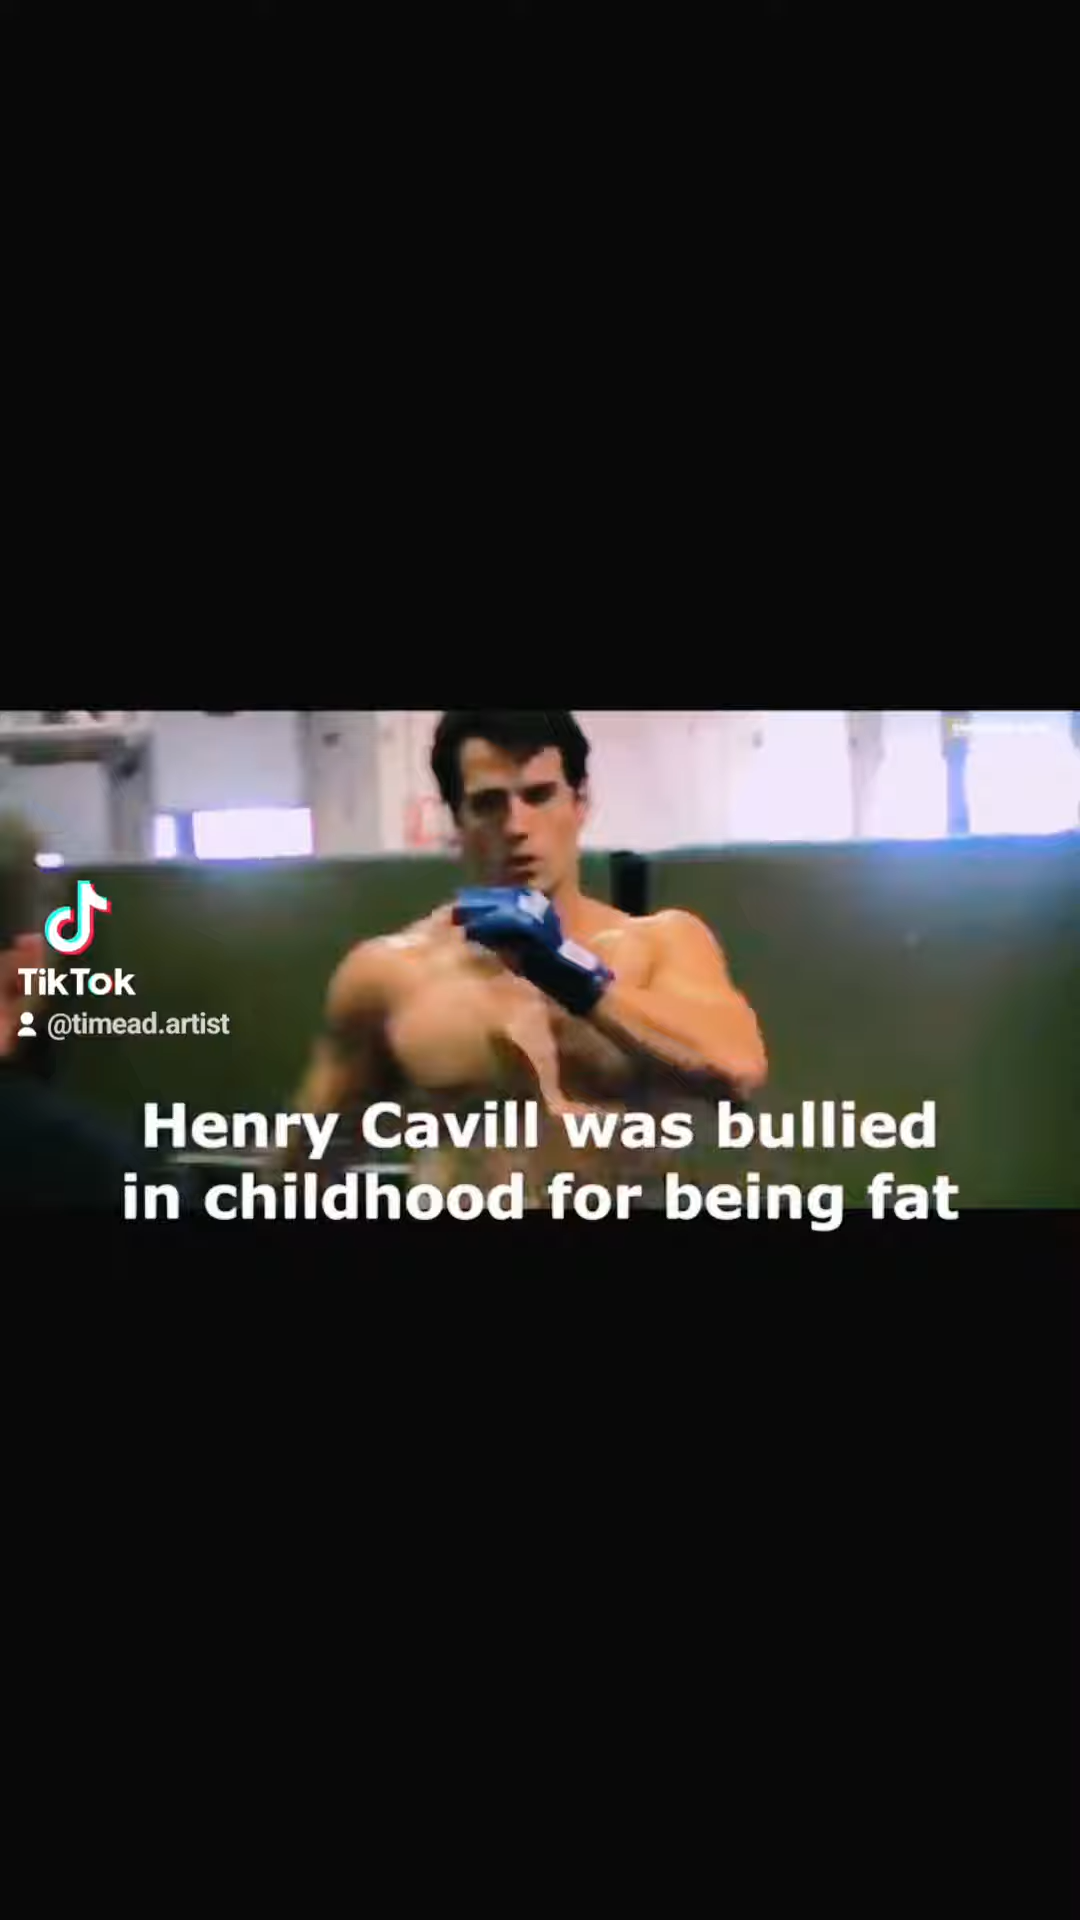 TikTok
@timead.artist
Henry Cavill was bullied
in childhood for being fat